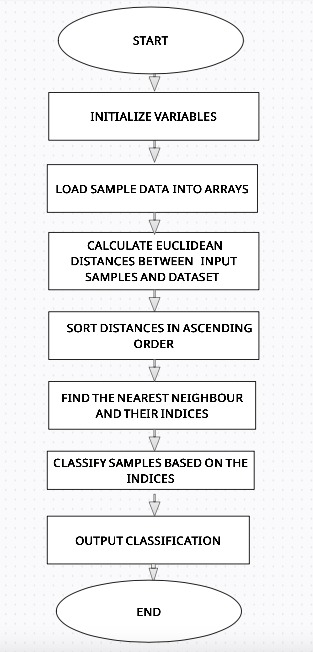 START
INITIALIZE VARIABLES
LOAD SAMPLE DATA INTO ARRAYS
CALCULATE EUCLIDEAN
DISTANCES BETWEEN INPUT
SAMPLES AND DATASET
SORT DISTANCES IN ASCENDING
ORDER
FIND THE NEAREST NEIGHBOUR
AND THEIR INDICES
CLASSIFY SAMPLES BASED ON THE
INDICES
OUTPUT CLASSIFICATION
END